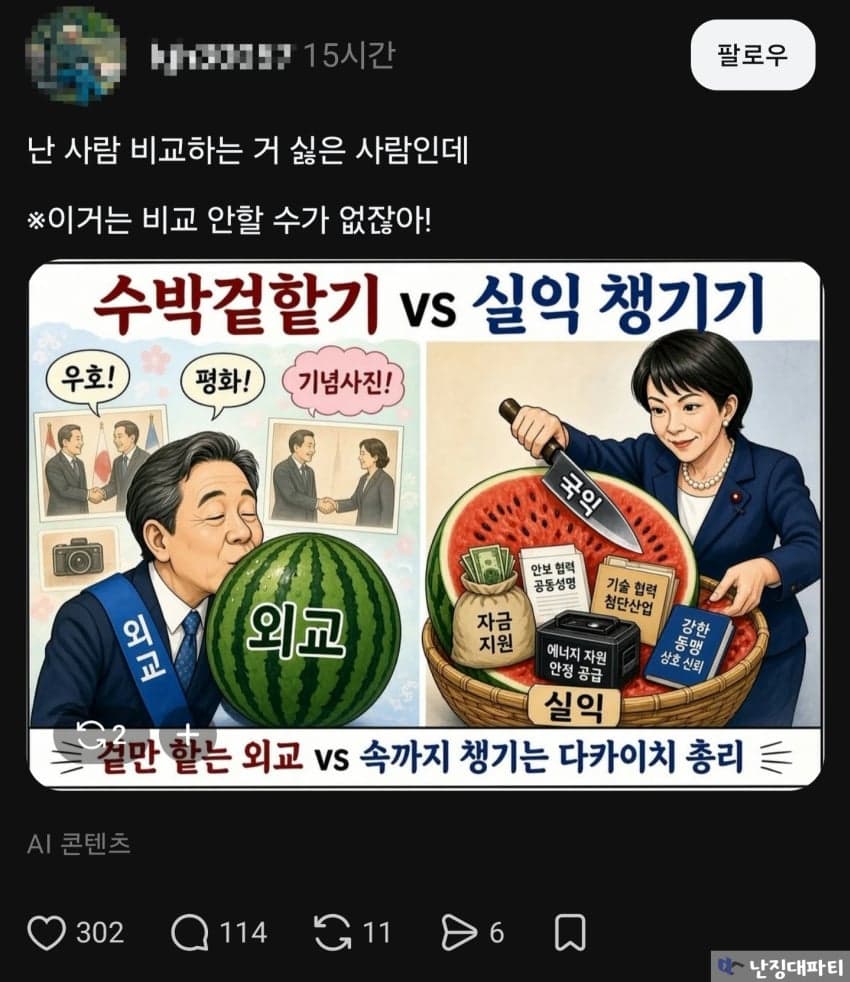 15시간
팔로우
난 사람 비교하는 거 싫은 사람인데
※이거는 비교 안할 수가 없잖아!
수박겉핥기 vs 실익 챙기기
우호!
평화!
기념사진!
외교
외교
국익
자금
지원
안보 협력
공동성명
기술 협력
첨단산업
에너지 자원
안정 공급
강한
동맹
상호 신뢰
실익
2
겉만 핥는 외교 vs 속까지 챙기는 다카이치 총리
AI 콘텐츠
302
114
11
6
난징대파티